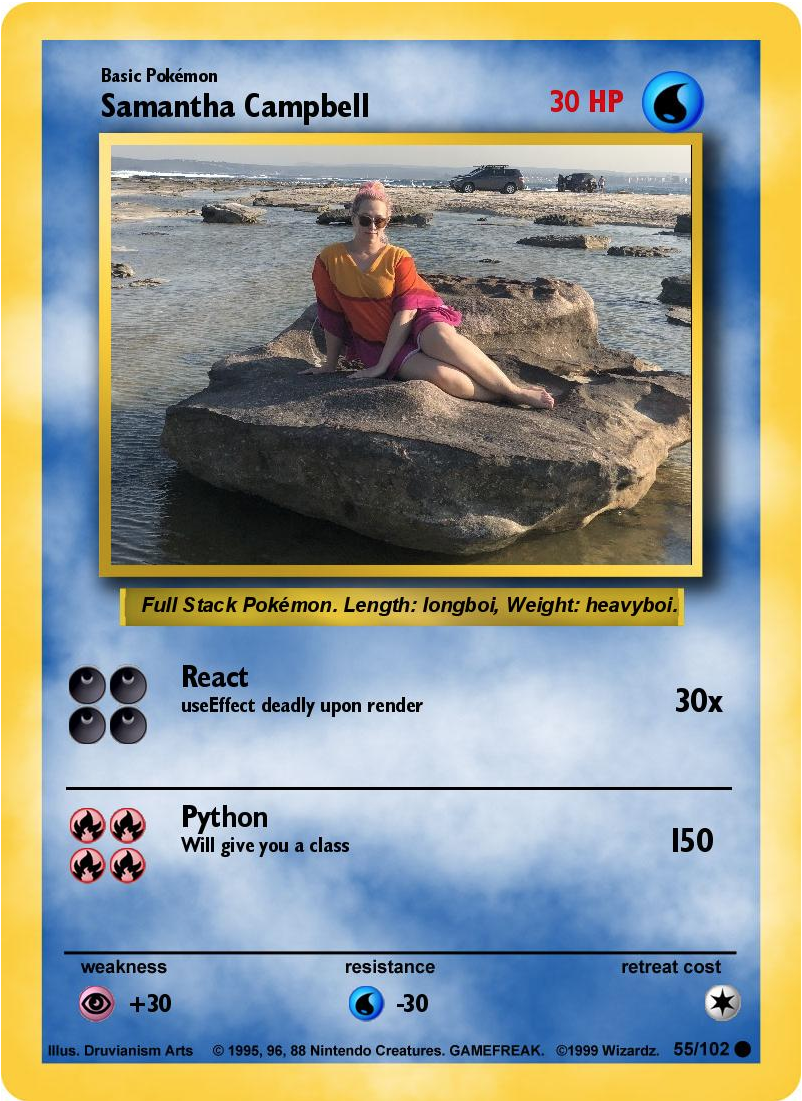 Basic Pokémon
Samantha Campbell
30 HP
Full Stack Pokémon. Length: longboi, Weight: heavyboi.
React
useEffect deadly upon render
30x
Python
Will give you a class
150
weakness
resistance
retreat cost
+30
-30
Illus. Druvianism Arts © 1995, 96, 88 Nintendo Creatures. GAMEFREAK. ©1999 Wizardz. 55/102